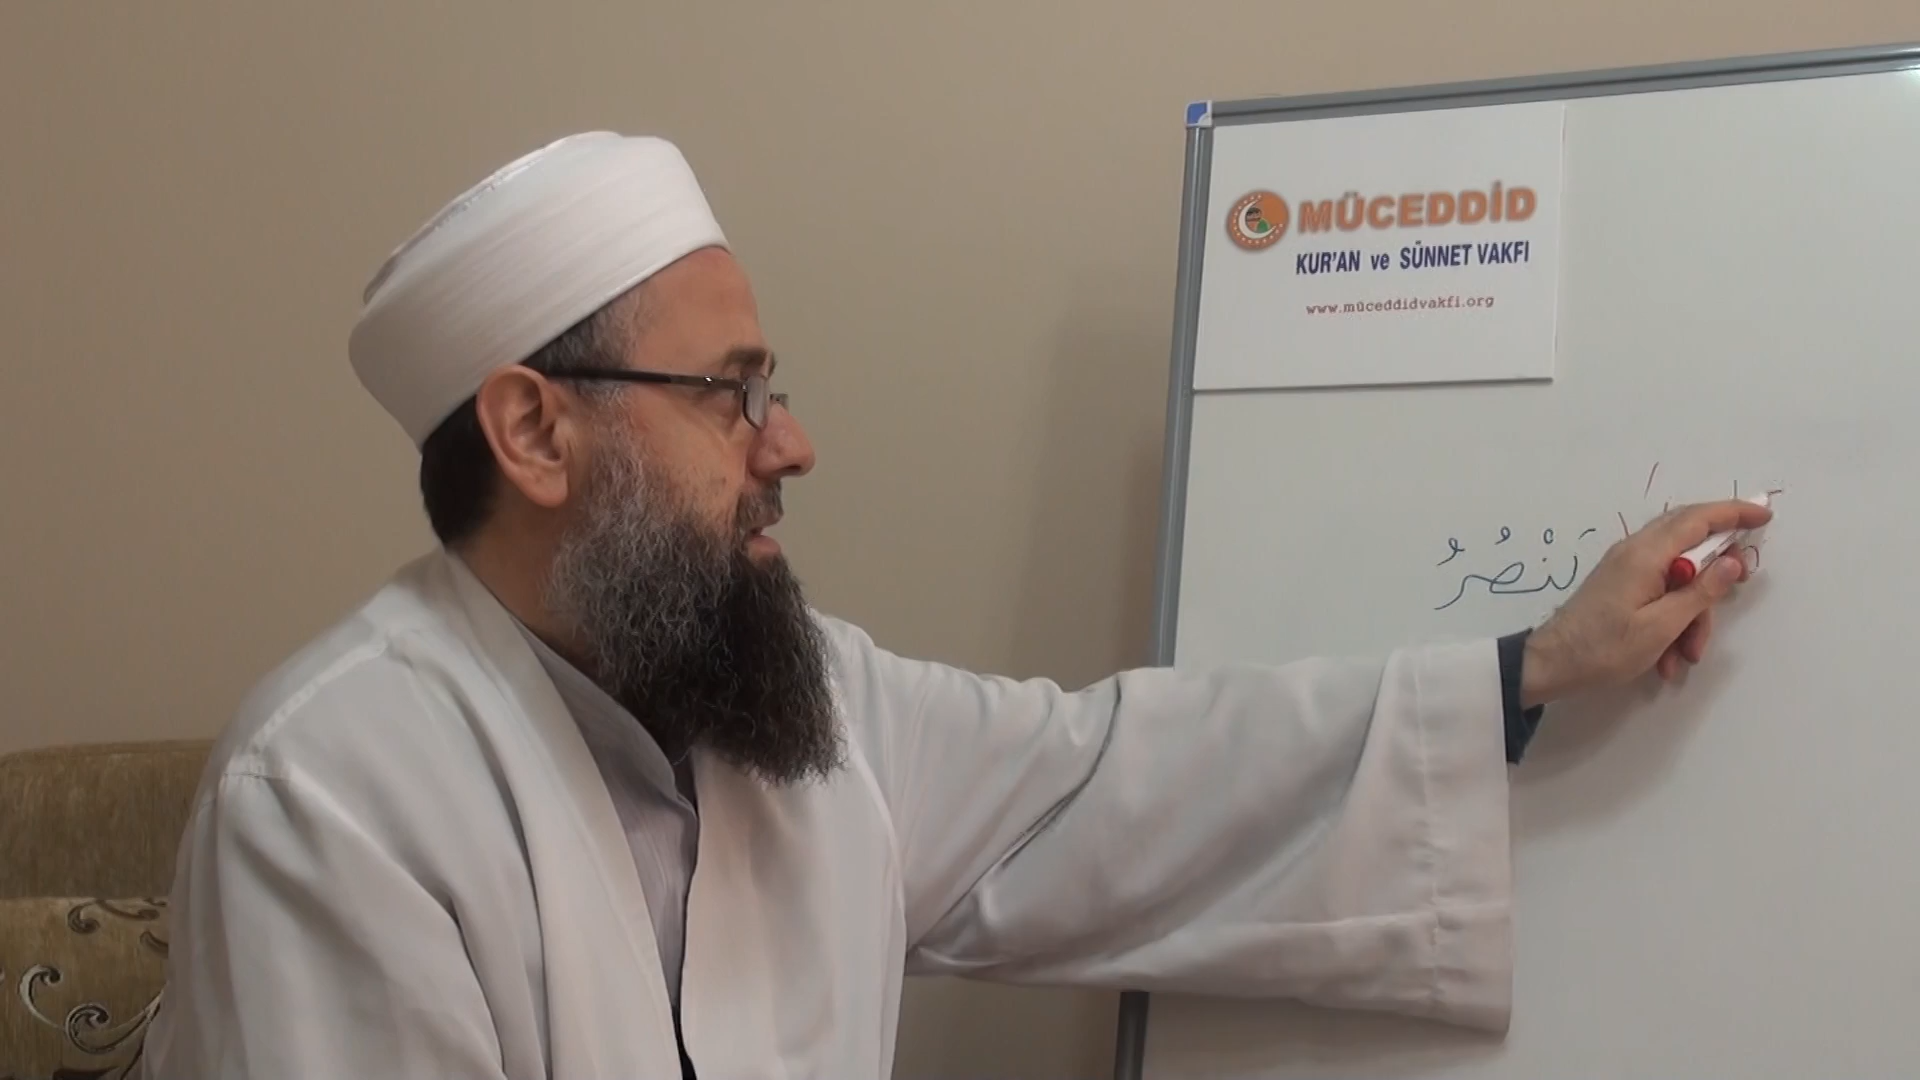 MÜCEDDİD
KUR'AN ve SÜNNET VAKFI
www.müceddidvakfi.org
نَنْصُرُ